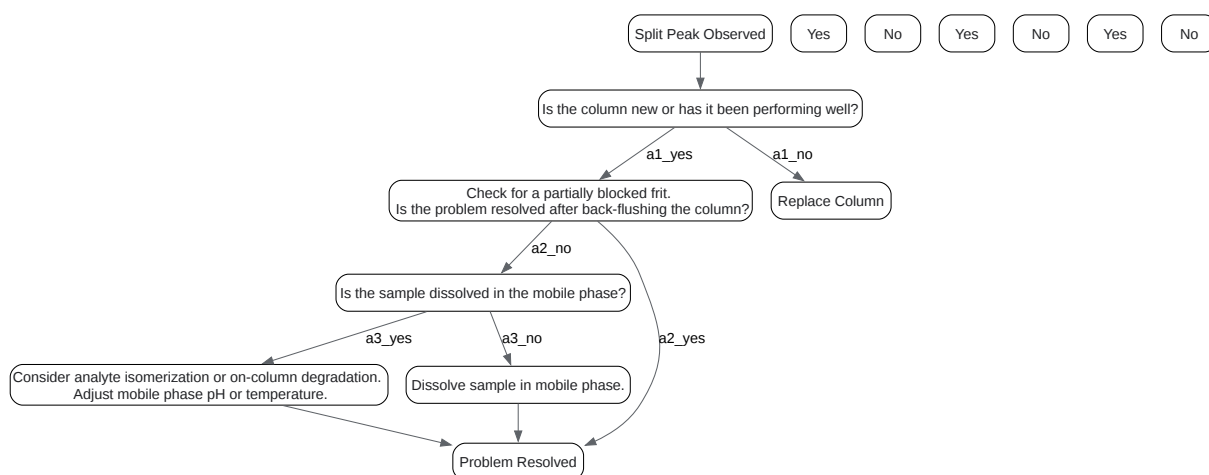 Split Peak Observed
Yes
No
Yes
No
Yes
No
Is the column new or has it been performing well?
a1_yes
a1_no
Check for a partially blocked frit.
Is the problem resolved after back-flushing the column?
Replace Column
a2_no
Is the sample dissolved in the mobile phase?
a3_yes
a3_no
a2_yes
Consider analyte isomerization or on-column degradation.
Adjust mobile phase pH or temperature.
Dissolve sample in mobile phase.
Problem Resolved